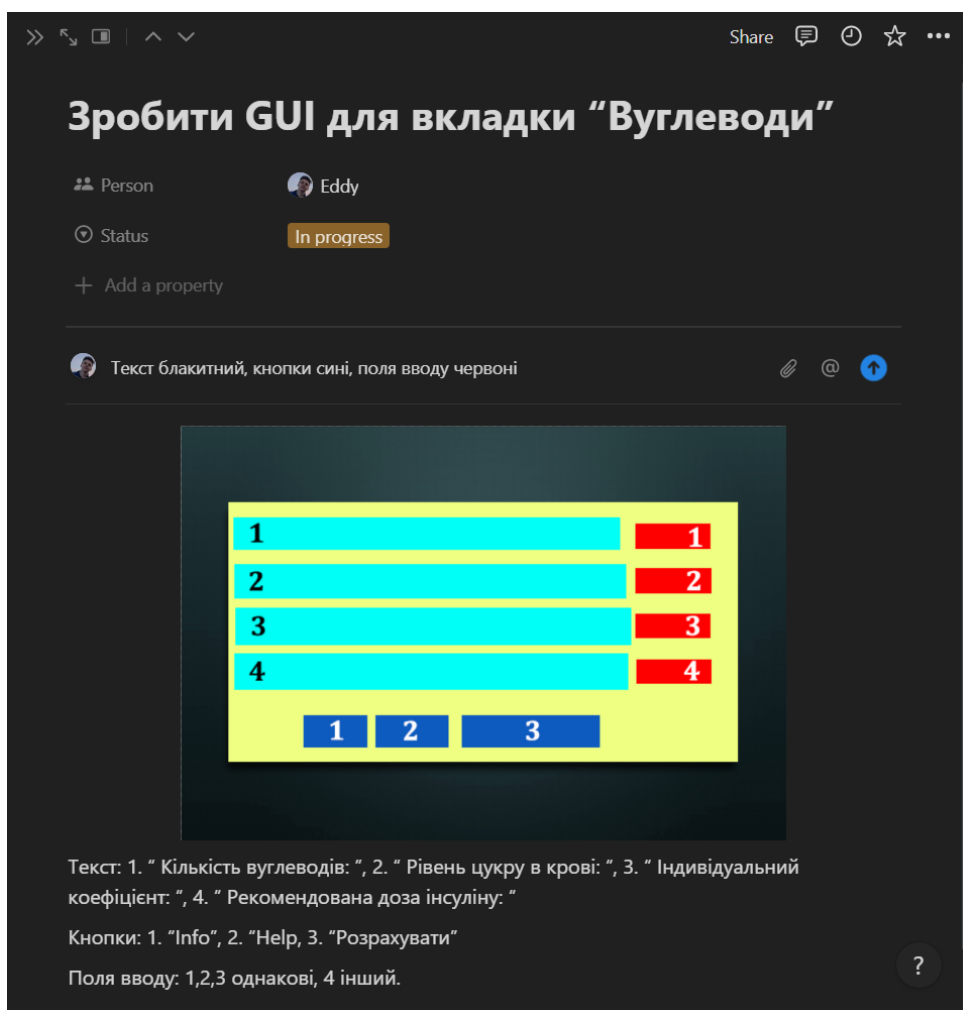 Share
Зробити GUI для вкладки “Вуглеводи”
Person
Eddy
Status
In progress
Add a property
Текст блакитний, кнопки сині, поля вводу червоні
@
1 1
2 2
3 3
4 4
1 2 3
Текст: 1. “ Кількість вуглеводів: ”, 2. “ Рівень цукру в крові: ”, 3. “ Індивідуальний
коефіцієнт: ”, 4. “ Рекомендована доза інсуліну: “
Кнопки: 1. “Info”, 2. “Help, 3. “Розрахувати”
Поля вводу: 1,2,3 однакові, 4 інший.
?